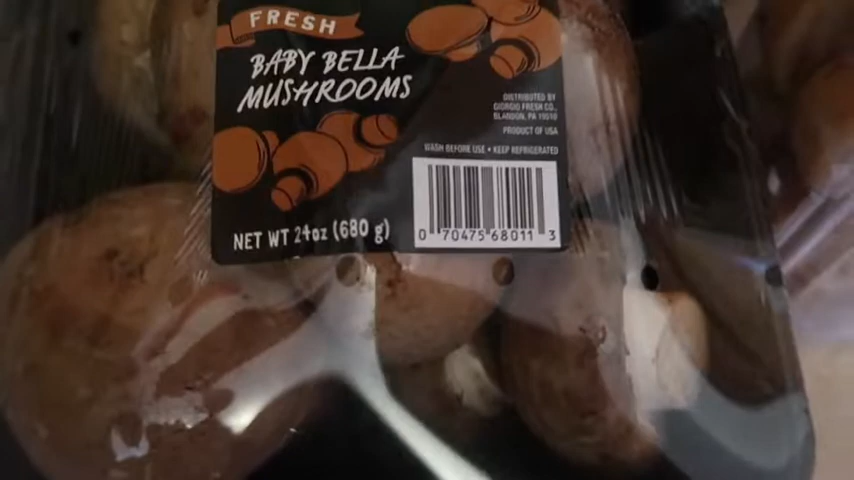 FRESH
BABY BELLA
MUSHROOMS
DISTRIBUTED BY
GIORGIO FRESH CO.,
BLANDON, PA 19510
PRODUCT OF USA
WASH BEFORE USE • KEEP REFRIGERATED
NET WT 24oz (680 g)
0 70475 68011 3